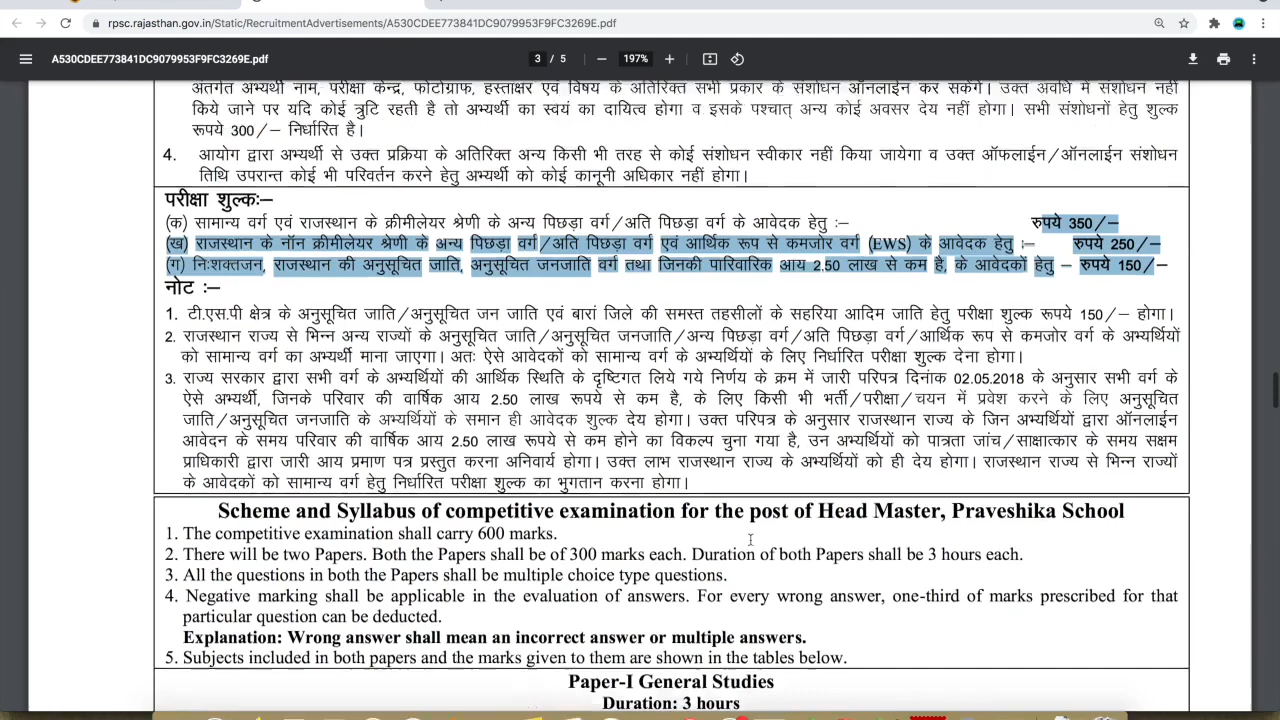 rpsc.rajasthan.gov.in/Static/RecruitmentAdvertisements/A530CDEE773841DC9079953F9FC3269E.pdf
A530CDEE773841DC9079953F9FC3269E.pdf 3 / 5 − 197% +
अंतर्गत अभ्यर्थी नाम, परीक्षा केन्द्र, फोटोग्राफ, हस्ताक्षर एवं विषय के अतिरिक्त सभी प्रकार के संशोधन ऑनलाईन कर सकेंगे। उक्त अवधि में संशोधन नहीं
किये जाने पर यदि कोई त्रुटि रहती है तो अभ्यर्थी का स्वयं का दायित्व होगा व इसके पश्चात् अन्य कोई अवसर देय नहीं होगा। सभी संशोधनों हेतु शुल्क
रूपये 300/– निर्धारित है।
4. आयोग द्वारा अभ्यर्थी से उक्त प्रक्रिया के अतिरिक्त अन्य किसी भी तरह से कोई संशोधन स्वीकार नहीं किया जायेगा व उक्त ऑफलाईन/ऑनलाईन संशोधन
तिथि उपरान्त कोई भी परिवर्तन करने हेतु अभ्यर्थी को कोई कानूनी अधिकार नहीं होगा।
परीक्षा शुल्कः–
(क) सामान्य वर्ग एवं राजस्थान के क्रीमीलेयर श्रेणी के अन्य पिछड़ा वर्ग/अति पिछड़ा वर्ग के आवेदक हेतु :– रुपये 350/–
(ख) राजस्थान के नॉन क्रीमीलेयर श्रेणी के अन्य पिछड़ा वर्ग/अति पिछड़ा वर्ग एवं आर्थिक रूप से कमजोर वर्ग (EWS) के आवेदक हेतु :– रुपये 250/–
(ग) निःशक्तजन, राजस्थान की अनुसूचित जाति, अनुसूचित जनजाति वर्ग तथा जिनकी पारिवारिक आय 2.50 लाख से कम है, के आवेदकों हेतु – रुपये 150/–
नोट :–
1. टी.एस.पी क्षेत्र के अनुसूचित जाति/अनुसूचित जन जाति एवं बारां जिले की समस्त तहसीलों के सहरिया आदिम जाति हेतु परीक्षा शुल्क रूपये 150/– होगा।
2. राजस्थान राज्य से भिन्न अन्य राज्यों के अनुसूचित जाति/अनुसूचित जनजाति/अन्य पिछड़ा वर्ग/अति पिछड़ा वर्ग/आर्थिक रूप से कमजोर वर्ग के अभ्यर्थियों
को सामान्य वर्ग का अभ्यर्थी माना जाएगा। अतः ऐसे आवेदकों को सामान्य वर्ग के अभ्यर्थियों के लिए निर्धारित परीक्षा शुल्क देना होगा।
3. राज्य सरकार द्वारा सभी वर्ग के अभ्यर्थियों की आर्थिक स्थिति के दृष्टिगत लिये गये निर्णय के क्रम में जारी परिपत्र दिनांक 02.05.2018 के अनुसार सभी वर्ग के
ऐसे अभ्यर्थी, जिनके परिवार की वार्षिक आय 2.50 लाख रूपये से कम है, के लिए किसी भी भर्ती/परीक्षा/चयन में प्रवेश करने के लिए अनुसूचित
जाति/अनुसूचित जनजाति के अभ्यर्थियों के समान ही आवेदक शुल्क देय होगा। उक्त परिपत्र के अनुसार राजस्थान राज्य के जिन अभ्यर्थियों द्वारा ऑनलाईन
आवेदन के समय परिवार की वार्षिक आय 2.50 लाख रूपये से कम होने का विकल्प चुना गया है, उन अभ्यर्थियों को पात्रता जांच/साक्षात्कार के समय सक्षम
प्राधिकारी द्वारा जारी आय प्रमाण पत्र प्रस्तुत करना अनिवार्य होगा। उक्त लाभ राजस्थान राज्य के अभ्यर्थियों को ही देय होगा। राजस्थान राज्य से भिन्न राज्यों
के आवेदकों को सामान्य वर्ग हेतु निर्धारित परीक्षा शुल्क का भुगतान करना होगा।
Scheme and Syllabus of competitive examination for the post of Head Master, Praveshika School
1. The competitive examination shall carry 600 marks.
2. There will be two Papers. Both the Papers shall be of 300 marks each. Duration of both Papers shall be 3 hours each.
3. All the questions in both the Papers shall be multiple choice type questions.
4. Negative marking shall be applicable in the evaluation of answers. For every wrong answer, one-third of marks prescribed for that
particular question can be deducted.
Explanation: Wrong answer shall mean an incorrect answer or multiple answers.
5. Subjects included in both papers and the marks given to them are shown in the tables below.
Paper-I General Studies
Duration: 3 hours